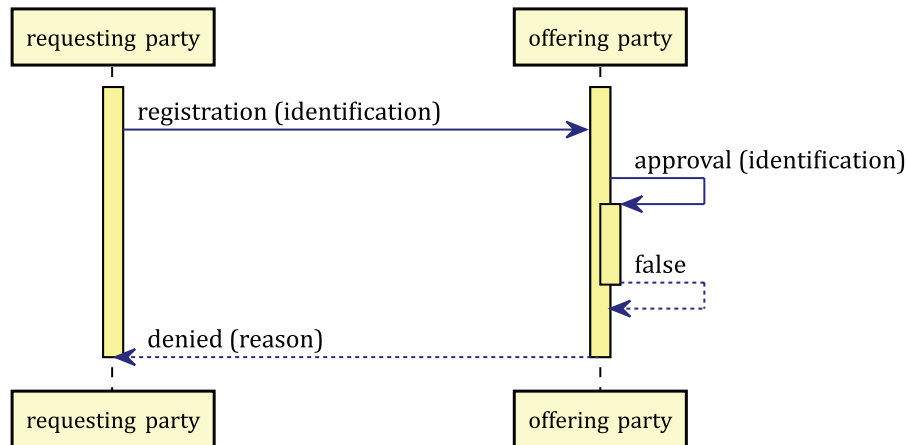 requesting party
offering party
registration (identification)
approval (identification)
false
denied (reason)
requesting party
offering party